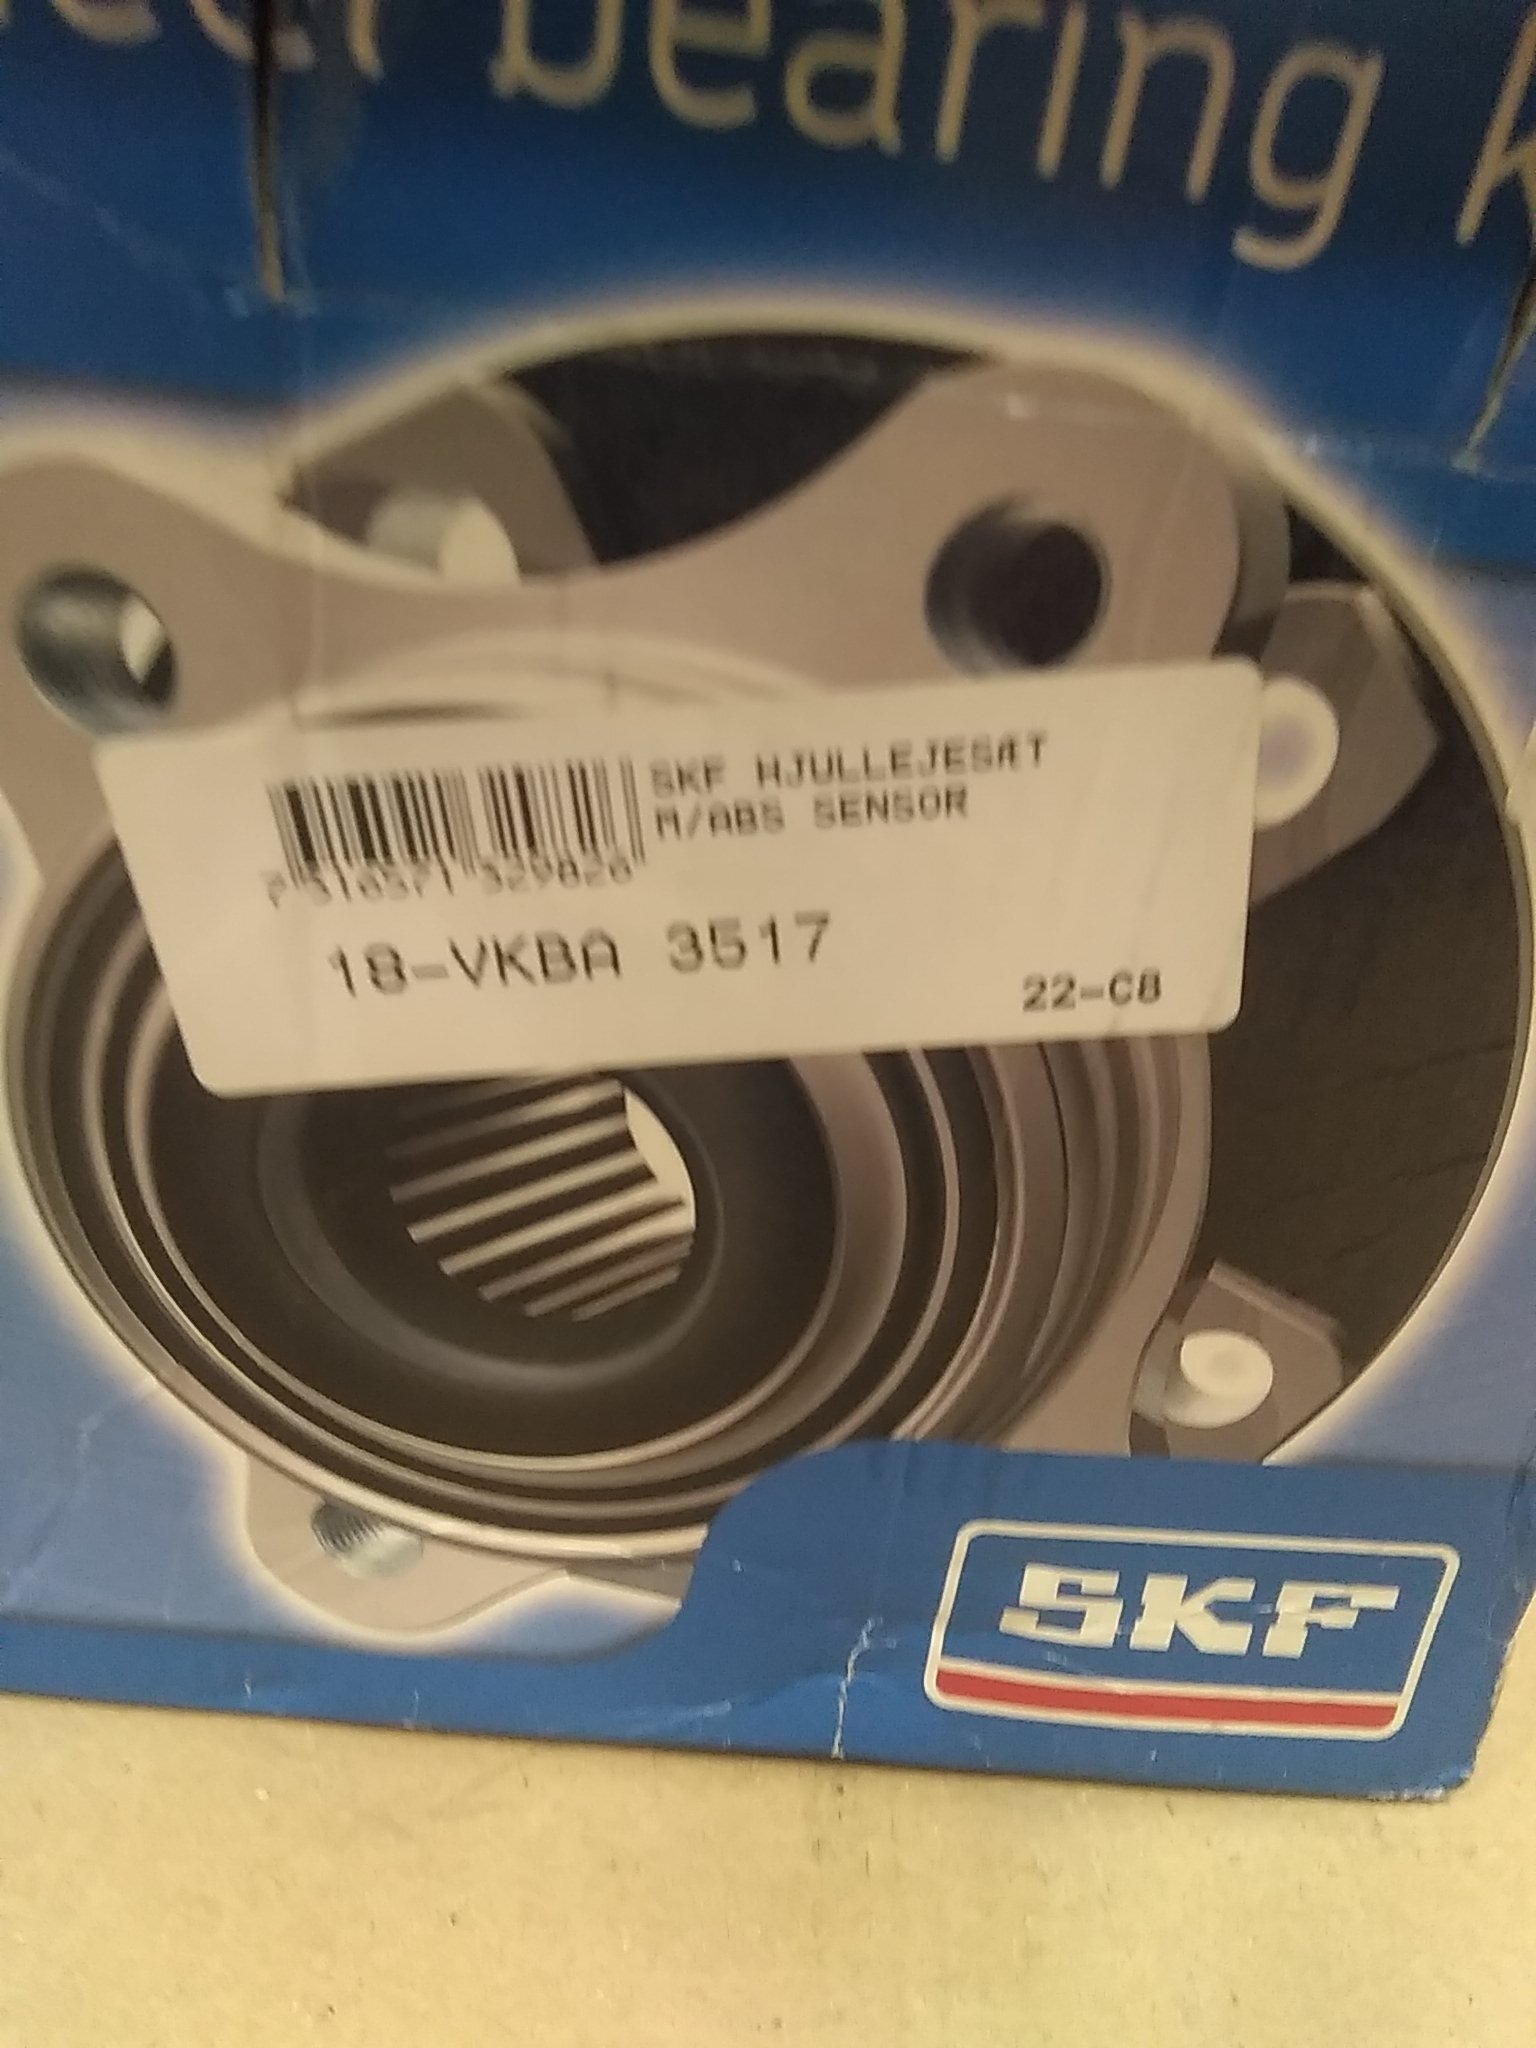 bearing
SKF HJULLEJESÆT
M/ABS SENSOR
18-VKBA 3517
22-C8
SKF